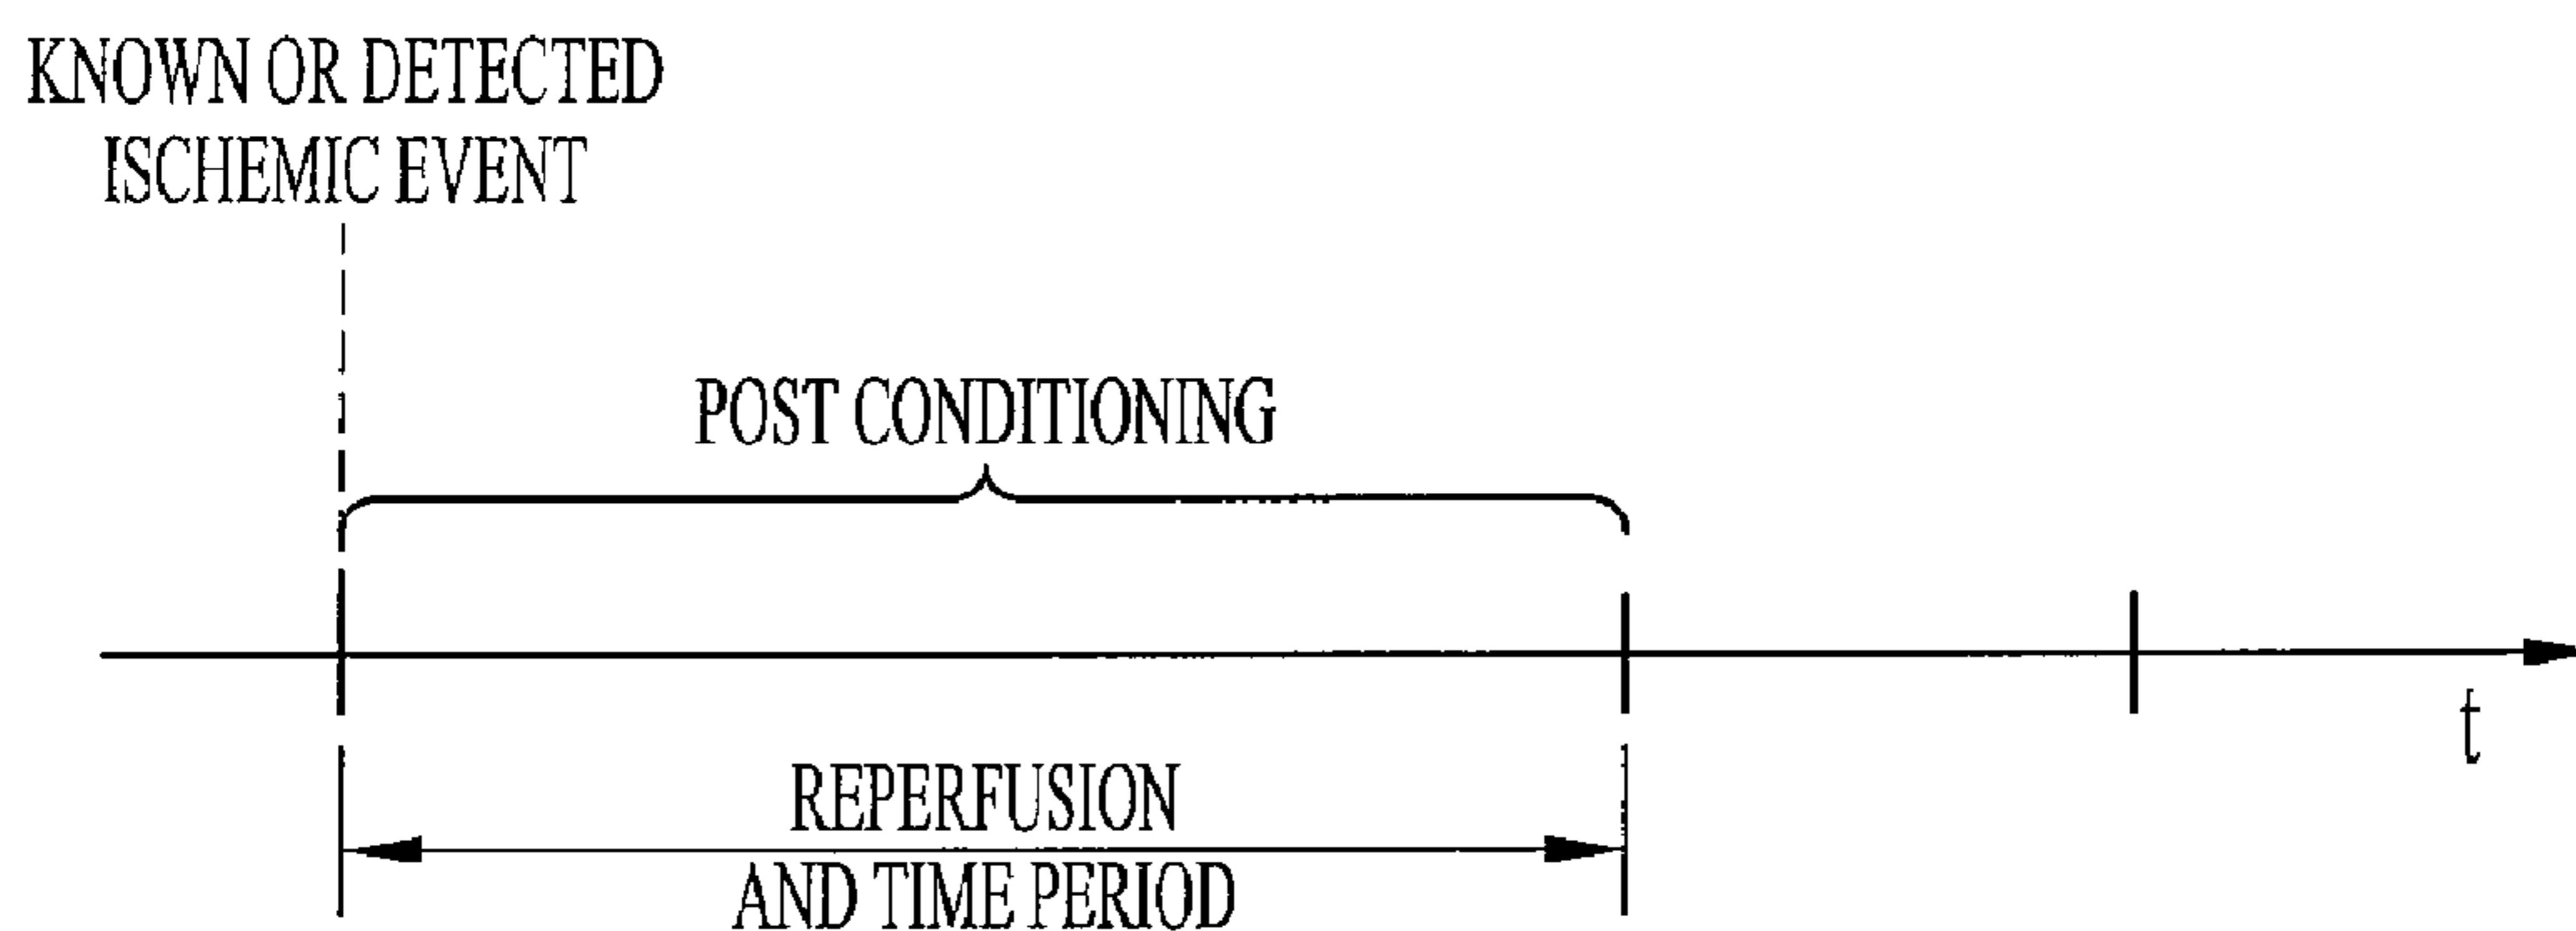 KNOWN OR DETECTED
ISCHEMIC EVENT
POST CONDITIONING
t
REPERFUSION
AND TIME PERIOD